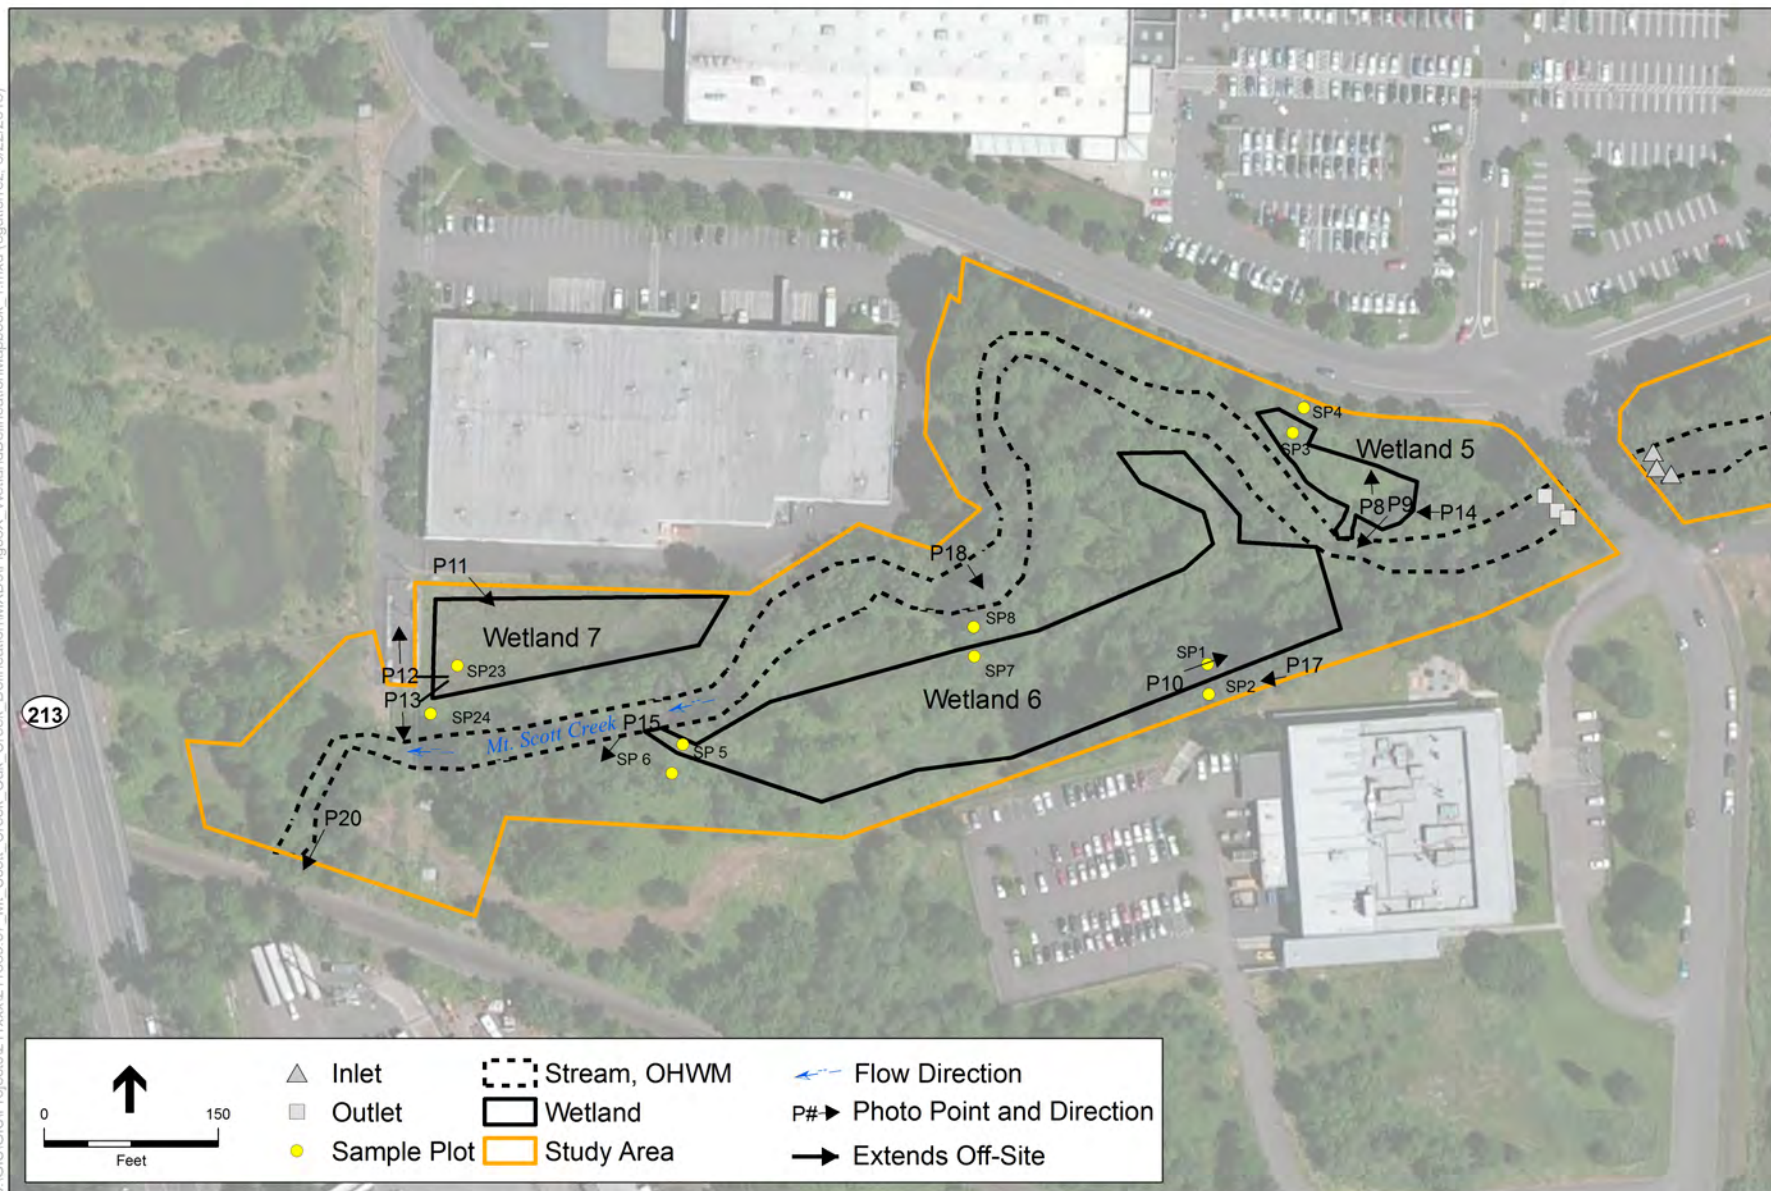 SP4
SP3
Wetland 5
P8
P9
P14
P18
P11
Wetland 7
SP8
SP23
P12
SP7
SP1
P17
P10
SP2
Wetland 6
P13
SP24
213
P15
Mt. Scott Creek
SP 5
SP 6
P20
Inlet
Stream, OHWM
Flow Direction
0
150
Outlet
Wetland
P#
Photo Point and Direction
Feet
Sample Plot
Study Area
Extends Off-Site